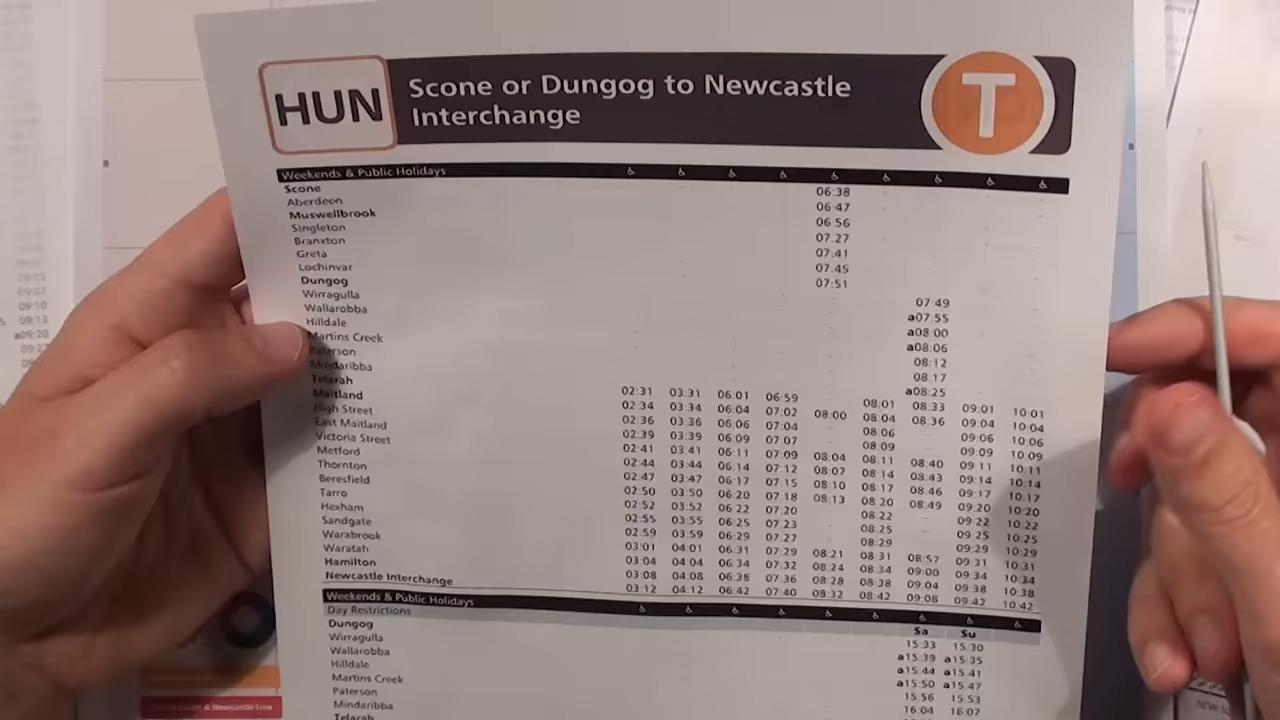 HUN
Scone or Dungog to Newcastle
Interchange
T
Weekends & Public Holidays
Scone 06:38
Aberdeen 06:47
Muswellbrook 06:56
Singleton 07:27
Branxton 07:41
Greta 07:45
Lochinvar 07:51
Dungog 07:49
Wirragulla a07:55
Wallarobba a08:00
Hilldale a08:06
Martins Creek 08:12
Paterson 08:17
Mindaribba a08:25
Telarah 02:31 03:31 06:01 06:59 08:01 08:33 09:01 10:01
Maitland 02:34 03:34 06:04 07:02 08:00 08:04 08:36 09:04 10:04
High Street 02:36 03:36 06:06 07:04 – 08:06 – 09:06 10:06
East Maitland 02:39 03:39 06:09 07:07 – 08:09 – 09:09 10:09
Victoria Street 02:41 03:41 06:11 07:09 08:04 08:11 08:40 09:11 10:11
Metford 02:44 03:44 06:14 07:12 08:07 08:14 08:43 09:14 10:14
Thornton 02:47 03:47 06:17 07:15 08:10 08:17 08:46 09:17 10:17
Beresfield 02:50 03:50 06:20 07:18 08:13 08:20 08:49 09:20 10:20
Tarro 02:52 03:52 06:22 07:20 – 08:22 – 09:22 10:22
Hexham 02:55 03:55 06:25 07:23 – 08:25 – 09:25 10:25
Sandgate 02:59 03:59 06:29 07:27 – 08:29 – 09:29 10:29
Warabrook 03:01 04:01 06:31 07:29 08:21 08:31 08:57 09:31 10:31
Waratah 03:04 04:04 06:34 07:32 08:24 08:34 09:00 09:34 10:34
Hamilton 03:08 04:08 06:38 07:36 08:28 08:38 09:04 09:38 10:38
Newcastle Interchange 03:12 04:12 06:42 07:40 08:32 08:42 09:08 09:42 10:42
Weekends & Public Holidays
Day Restrictions Sa Su
Dungog 15:33 15:30
Wirragulla a15:39 a15:35
Wallarobba a15:44 a15:41
Hilldale a15:50 a15:47
Martins Creek 15:56 15:53
Paterson 16:04 16:07
Mindaribba
Telarah
09:10
09:13
a09:20
& Newcastle Line